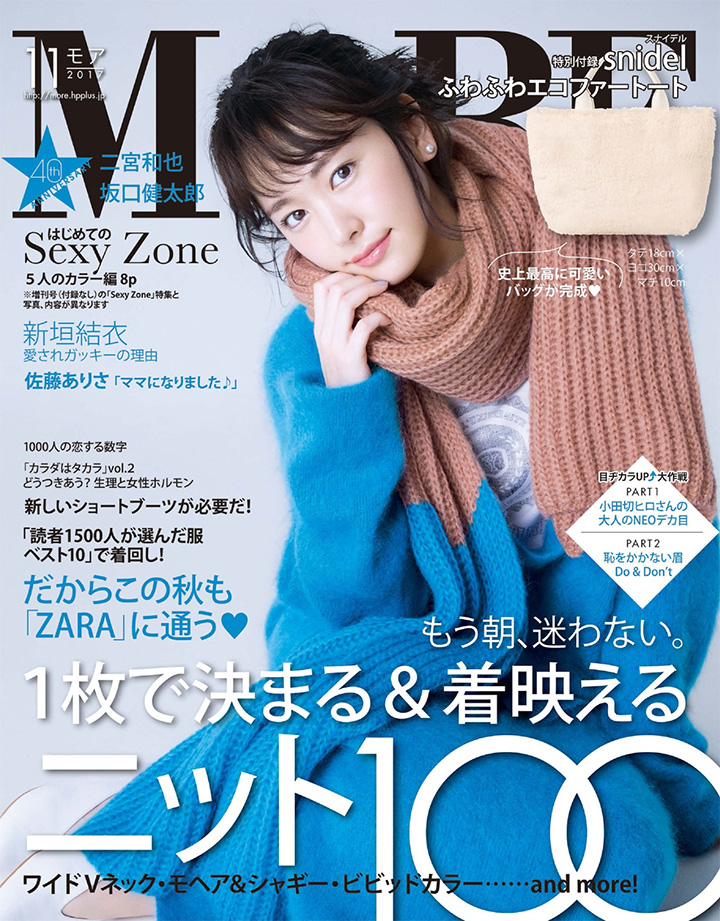 MORE
11 モア
2017
http://more.hpplus.jp
スナイデル
特別付録 snidel
ふわふわエコファートート
40th
ANNIVERSARY
二宮和也
坂口健太郎
はじめての
Sexy Zone
5人のカラー編 8p
※増刊号(付録なし)の「Sexy Zone」特集と
写真、内容が異なります
タテ18cm×
ヨコ30cm×
マチ10cm
史上最高に可愛い
バッグが完成♥
新垣結衣
愛されガッキーの理由
佐藤ありさ「ママになりました♪」
1000人の恋する数字
「カラダはタカラ」vol.2
どうつきあう? 生理と女性ホルモン
新しいショートブーツが必要だ!
「読者1500人が選んだ服
ベスト10」で着回し!
だからこの秋も
「ZARA」に通う♥
目ヂカラUP⤴大作戦
PART1
小田切ヒロさんの
大人のNEOデカ目
PART2
恥をかかない眉
Do & Don't
もう朝、迷わない。
1枚で決まる&着映える
ニット100
ワイドVネック・モヘア&シャギー・ビビッドカラー……and more!